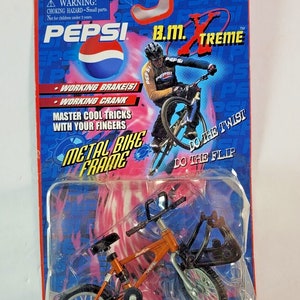 WARNING:
CHOKING HAZARD - Small parts.
Not for children under 3 years.
PEPSI
B.M. XTREME
• WORKING BRAKE(S)
• WORKING CRANK
MASTER COOL TRICKS
WITH YOUR FINGERS
METAL BIKE
FRAME
DO THE TWIST
DO THE FLIP